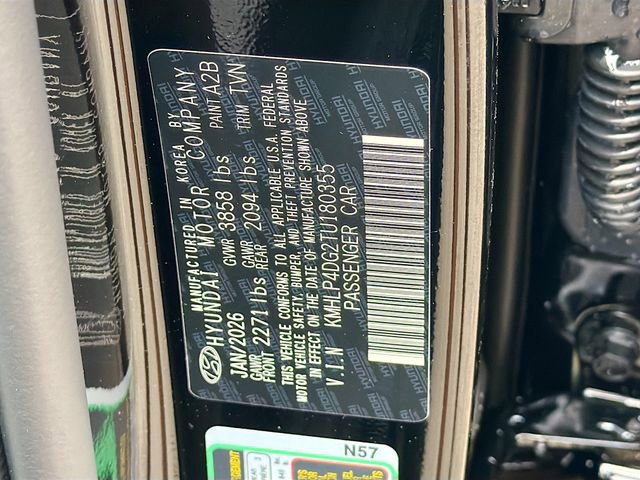 MANUFACTURED IN KOREA BY
HYUNDAI MOTOR COMPANY
JAN/2026 GVWR 3858 lbs PAINT A2B
GAWR FRONT 2271 lbs GAWR REAR 2094 lbs TRIM T/NN
THIS VEHICLE CONFORMS TO ALL APPLICABLE U.S.A. FEDERAL
MOTOR VEHICLE SAFETY, BUMPER, AND THEFT PREVENTION STANDARDS
IN EFFECT ON THE DATE OF MANUFACTURE SHOWN ABOVE
V.I.N KMHLP4DG2TU180355
PASSENGER CAR
N57